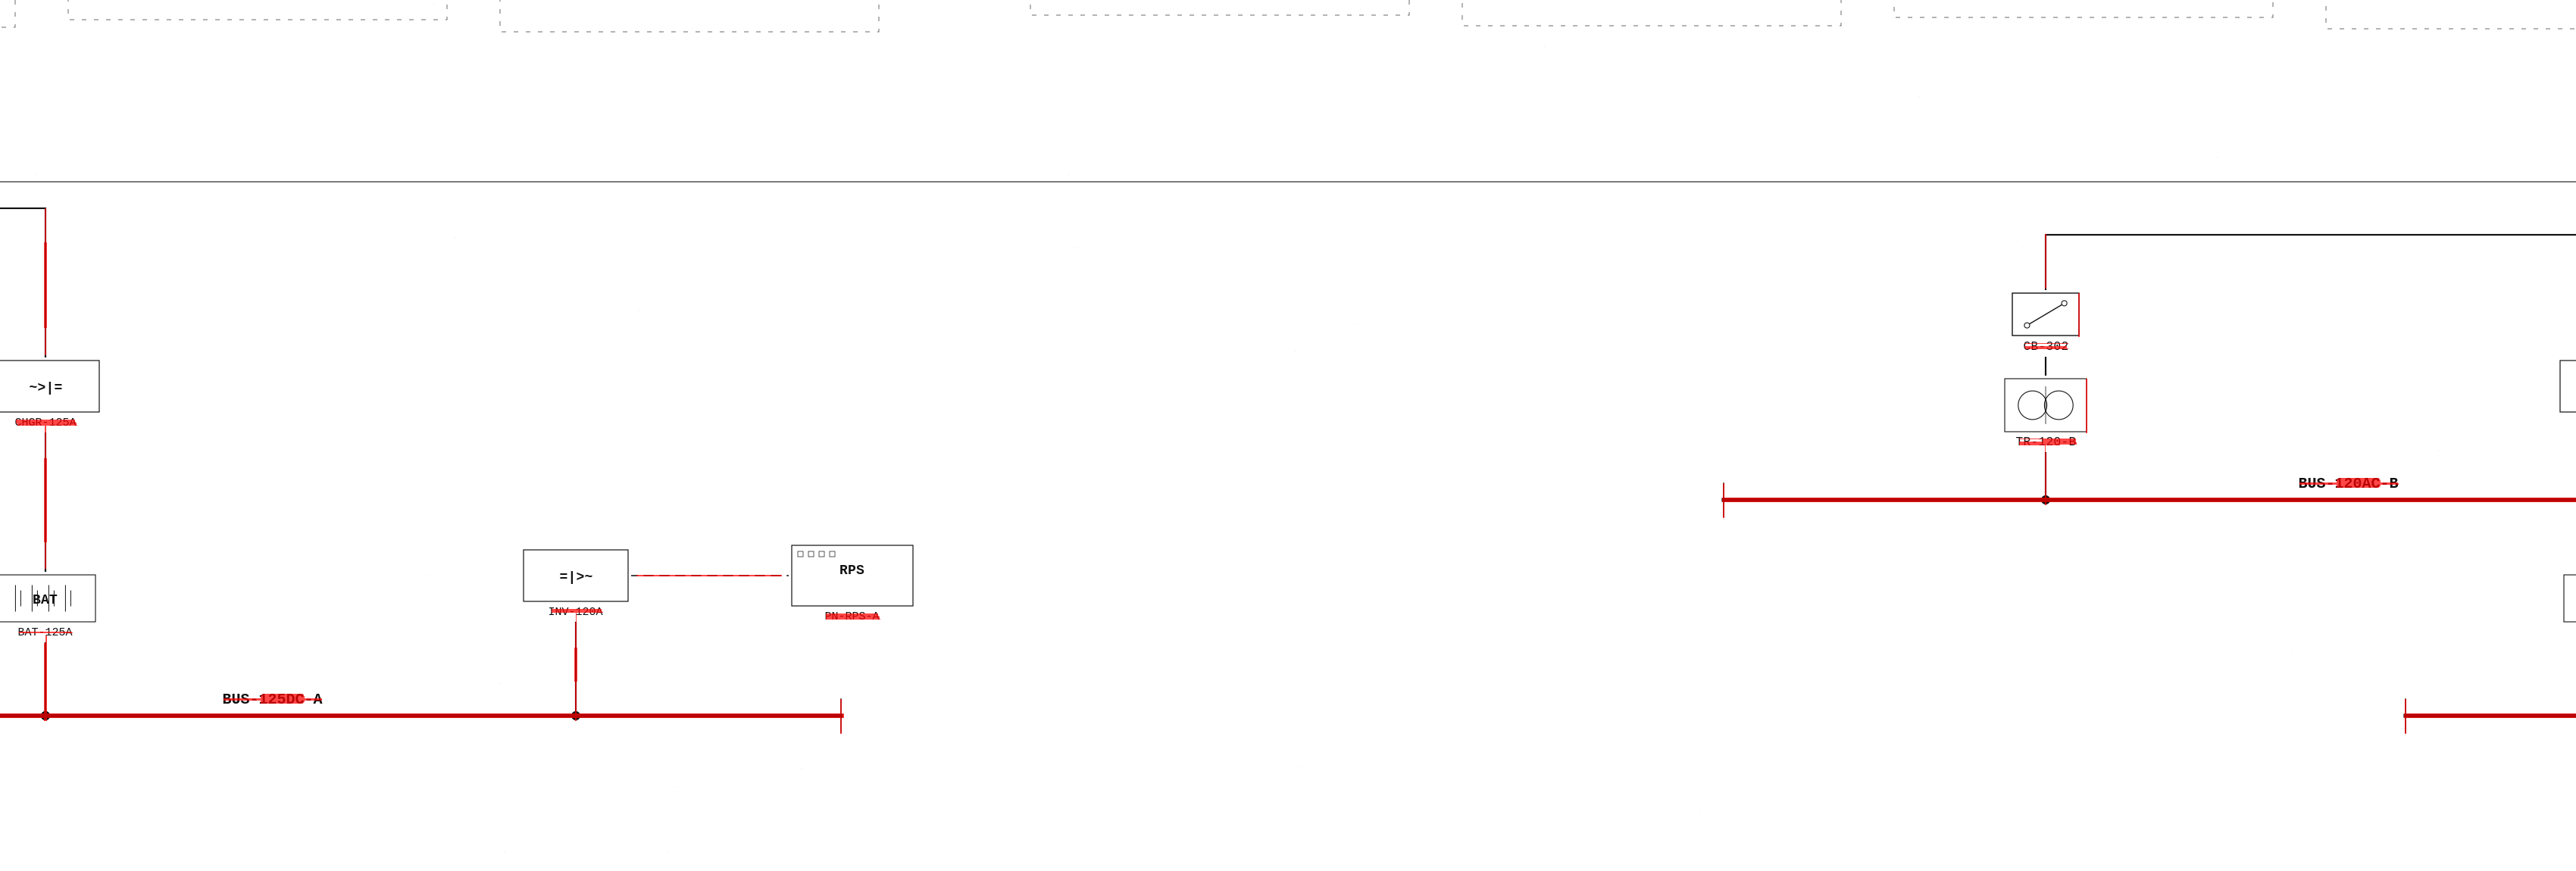 CB-302
~>|=
CHGR-125A
TR-120-B
BUS-120AC-B
=|>~
RPS
INV-120A
PN-RPS-A
BAT
BAT-125A
BUS-125DC-A